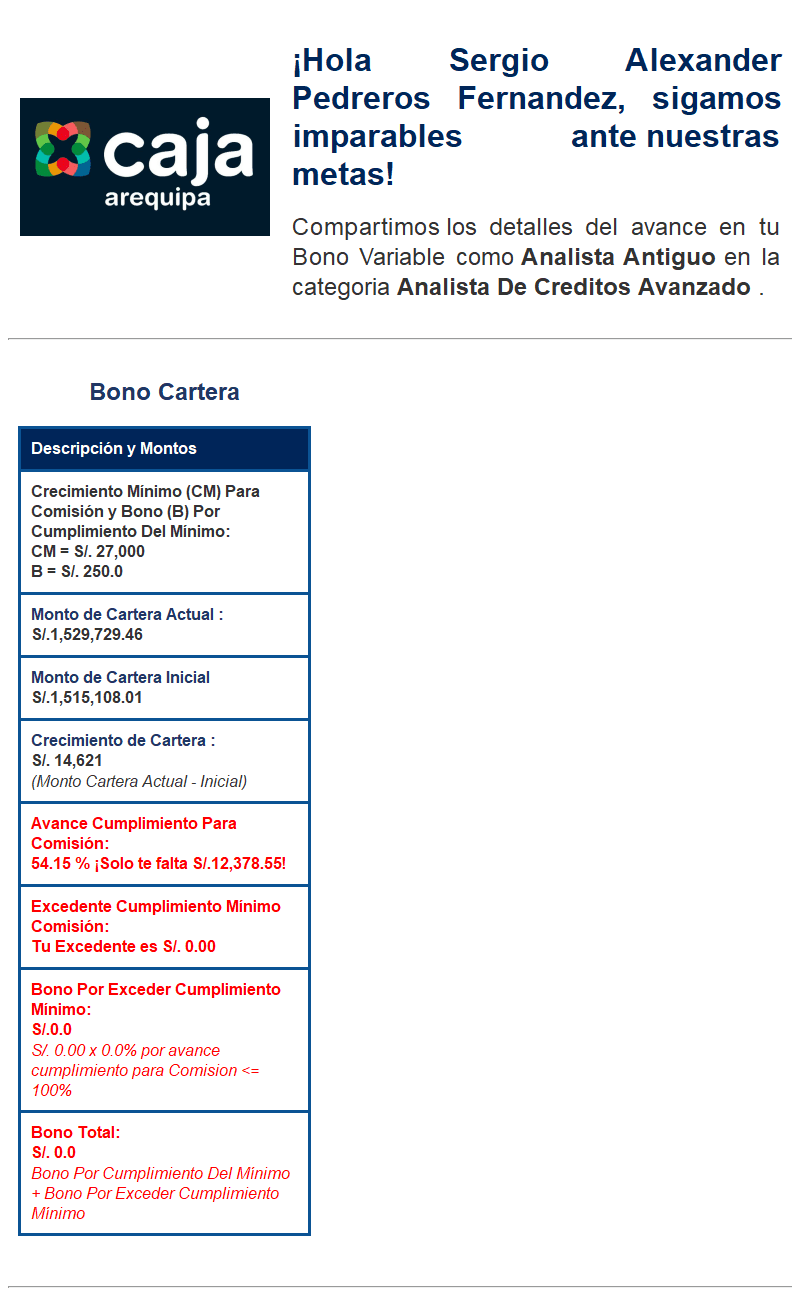 caja
arequipa
¡Hola Sergio Alexander
Pedreros Fernandez, sigamos
imparables ante nuestras
metas!
Compartimos los detalles del avance en tu
Bono Variable como Analista Antiguo en la
categoria Analista De Creditos Avanzado .
Bono Cartera
Descripción y Montos
Crecimiento Mínimo (CM) Para
Comisión y Bono (B) Por
Cumplimiento Del Mínimo:
CM = S/. 27,000
B = S/. 250.0
Monto de Cartera Actual :
S/.1,529,729.46
Monto de Cartera Inicial
S/.1,515,108.01
Crecimiento de Cartera :
S/. 14,621
(Monto Cartera Actual - Inicial)
Avance Cumplimiento Para
Comisión:
54.15 % ¡Solo te falta S/.12,378.55!
Excedente Cumplimiento Mínimo
Comisión:
Tu Excedente es S/. 0.00
Bono Por Exceder Cumplimiento
Mínimo:
S/.0.0
S/. 0.00 x 0.0% por avance
cumplimiento para Comision <=
100%
Bono Total:
S/. 0.0
Bono Por Cumplimiento Del Mínimo
+ Bono Por Exceder Cumplimiento
Mínimo